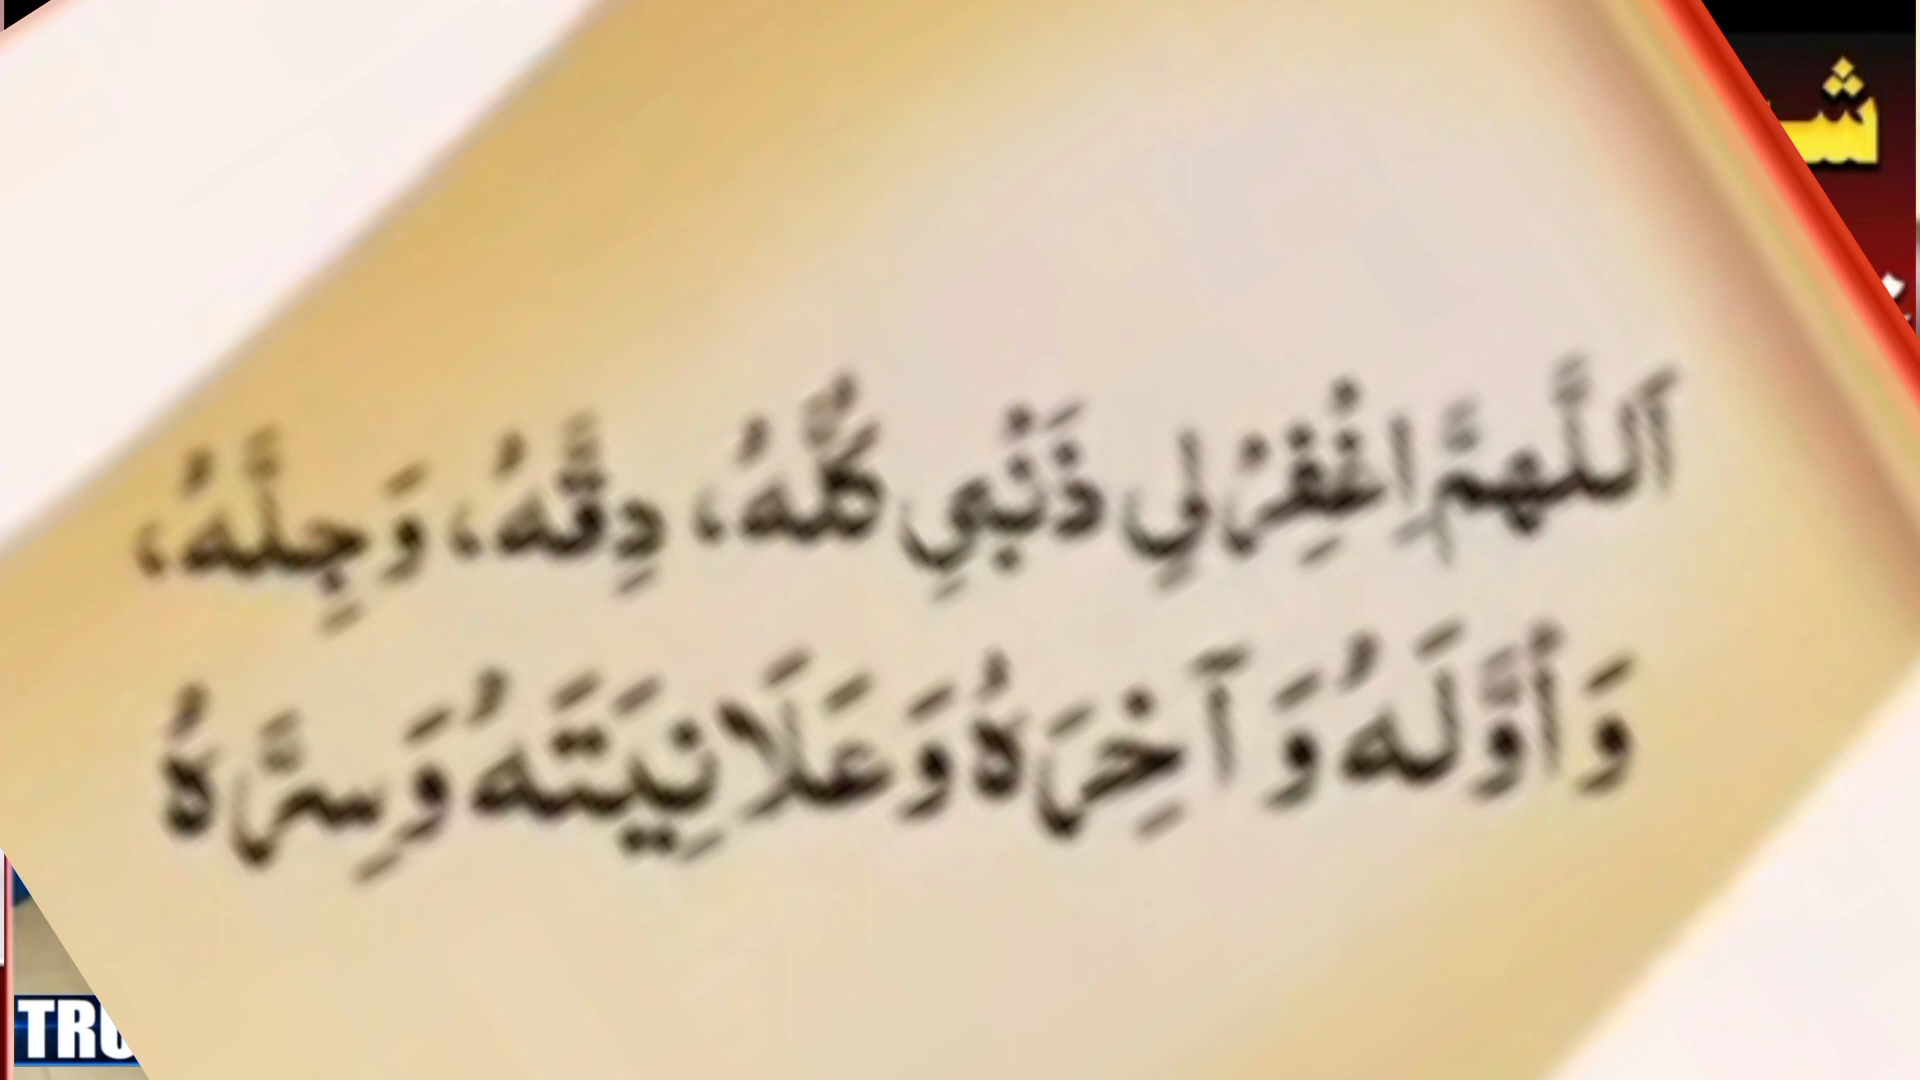 اَللّٰهُمَّ اغْفِرْ لِي ذَنْبِي كُلَّهُ، دِقَّهُ، وَجِلَّهُ،
وَأَوَّلَهُ وَ آخِرَهُ وَعَلَانِيَتَهُ وَسِرَّهُ